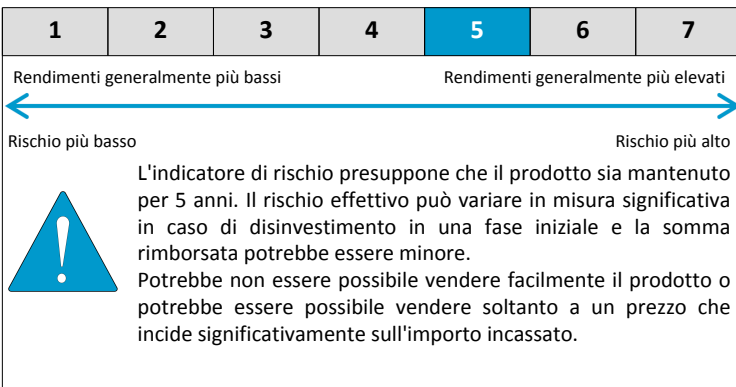 1 2 3 4 5 6 7
Rendimenti generalmente più bassi Rendimenti generalmente più elevati
Rischio più basso Rischio più alto
L'indicatore di rischio presuppone che il prodotto sia mantenuto
per 5 anni. Il rischio effettivo può variare in misura significativa
in caso di disinvestimento in una fase iniziale e la somma
rimborsata potrebbe essere minore.
Potrebbe non essere possibile vendere facilmente il prodotto o
potrebbe essere possibile vendere soltanto a un prezzo che
incide significativamente sull'importo incassato.